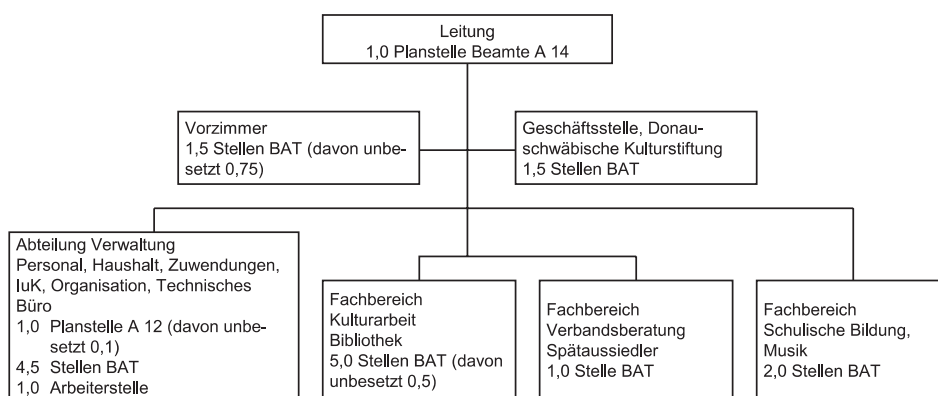 Leitung
1,0 Planstelle Beamte A 14
Vorzimmer
1,5 Stellen BAT (davon unbe-
setzt 0,75)
Geschäftsstelle, Donau-
schwäbische Kulturstiftung
1,5 Stellen BAT
Abteilung Verwaltung
Personal, Haushalt, Zuwendungen,
IuK, Organisation, Technisches
Büro
1,0 Planstelle A 12 (davon unbe-
setzt 0,1)
4,5 Stellen BAT
1,0 Arbeiterstelle
Fachbereich
Kulturarbeit
Bibliothek
5,0 Stellen BAT (davon
unbesetzt 0,5)
Fachbereich
Verbandsberatung
Spätaussiedler
1,0 Stelle BAT
Fachbereich
Schulische Bildung,
Musik
2,0 Stellen BAT